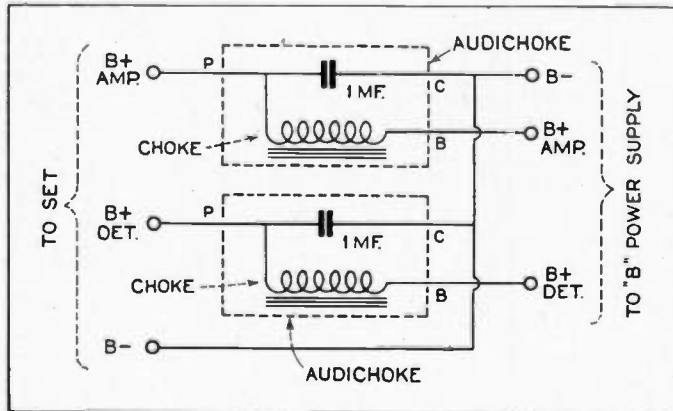 AUDICHOKE
B+
AMP.
P
1 MF.
C
B-
CHOKE
B
B+
AMP.
TO SET
B+
DET.
P
1 MF.
C
CHOKE
B
B+
DET.
TO "B" POWER SUPPLY
B-
AUDICHOKE